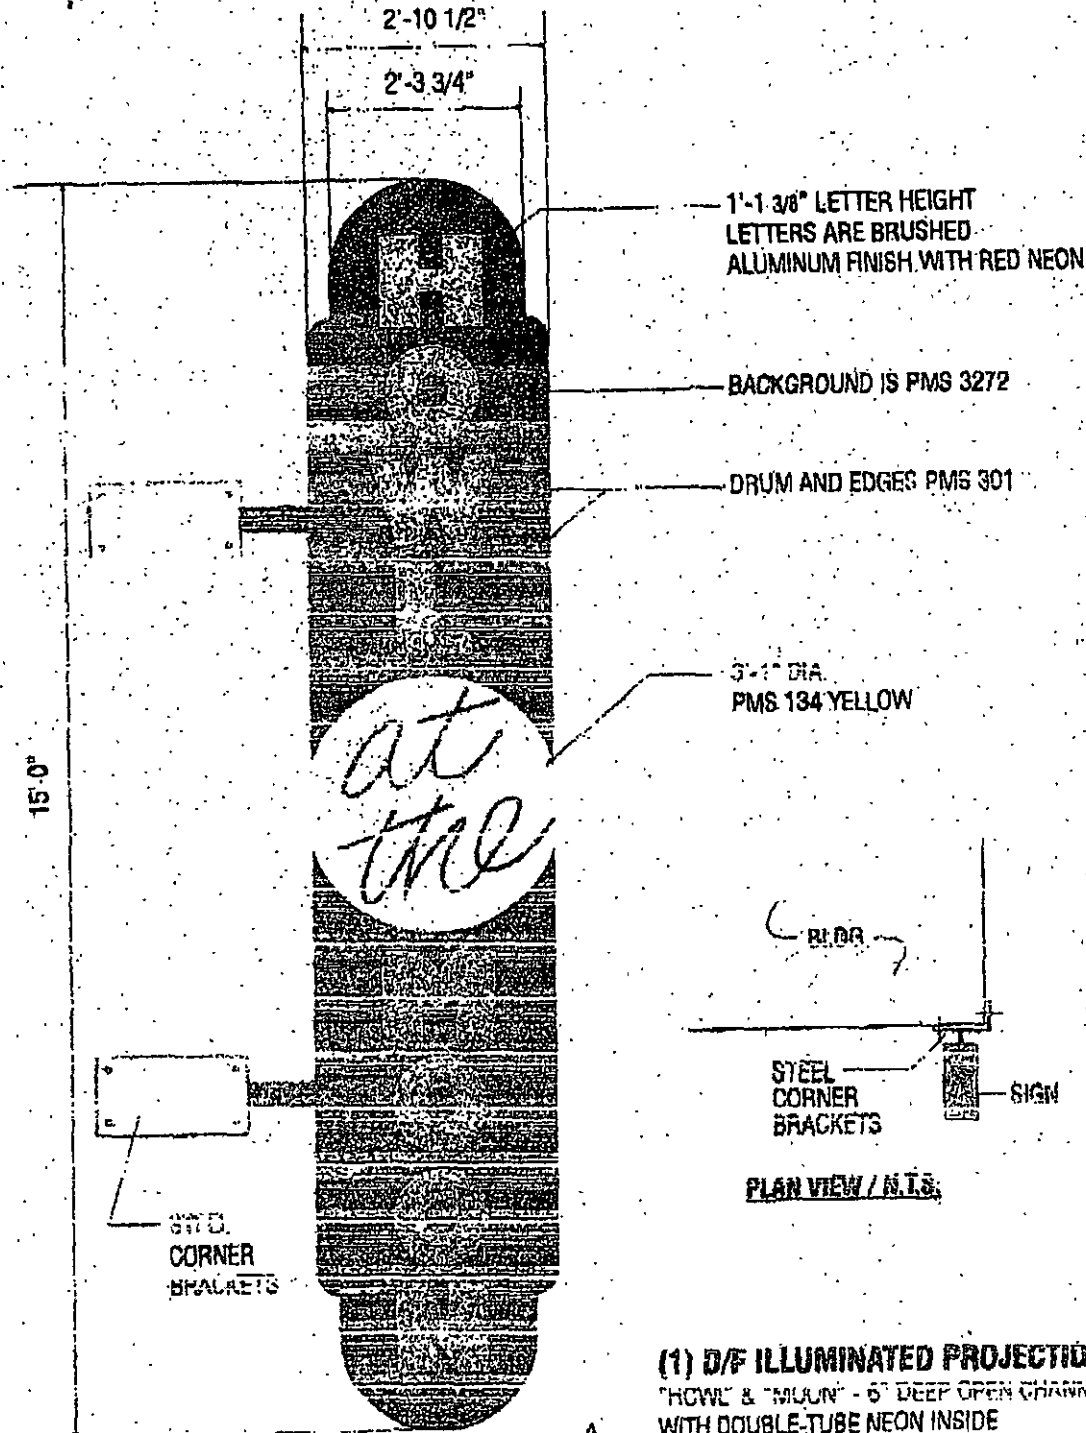 2'-10 1/2"
2'-3 3/4"
1'-1 3/8" LETTER HEIGHT
LETTERS ARE BRUSHED
ALUMINUM FINISH WITH RED NEON
BACKGROUND IS PMS 3272
DRUM AND EDGES PMS 301
3'-1" DIA.
PMS 134 YELLOW
15'-0"
at
the
BLDG
STEEL
CORNER
BRACKETS
SIGN
PLAN VIEW / N.T.S.
CORNER
BRACKETS
(1) D/F ILLUMINATED
"HOWL" & "MOON" - 6" DEEP OPEN
WITH DOUBLE-TUBE NEON INSIDE